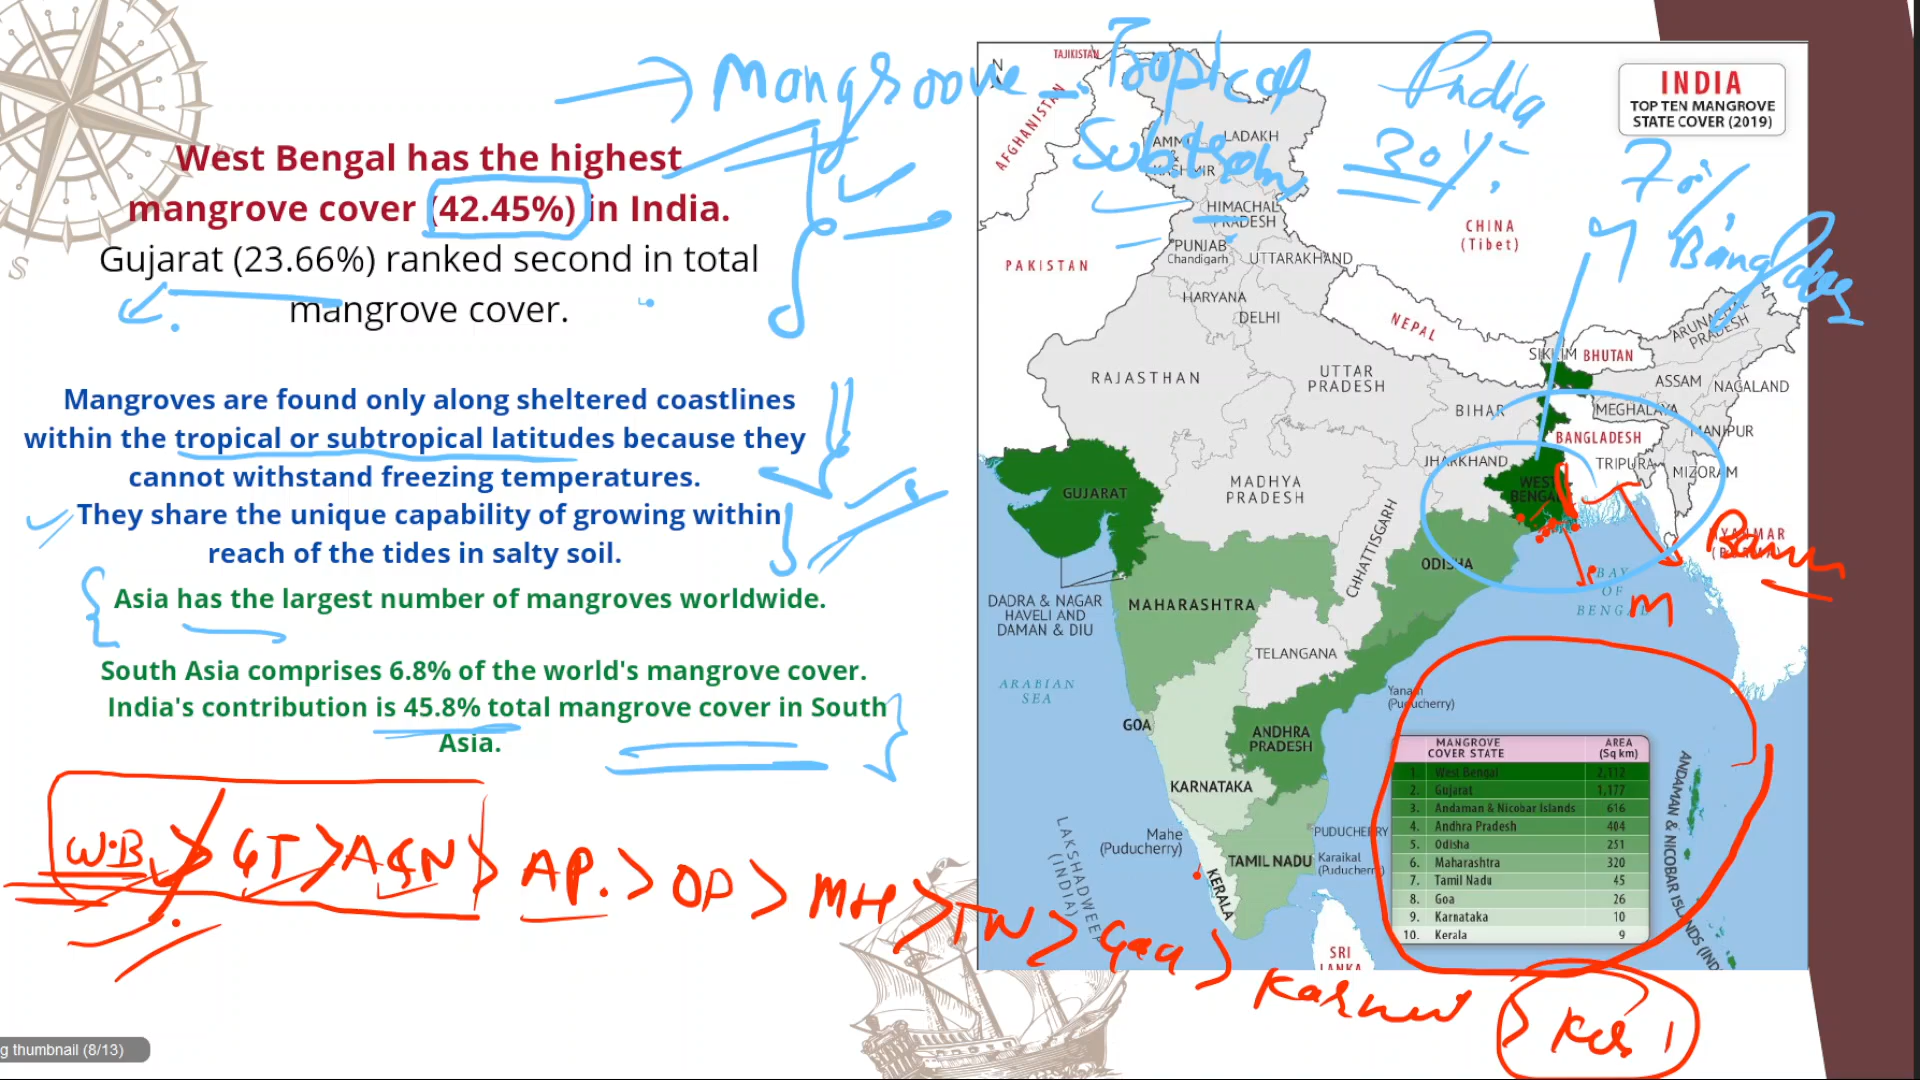 West Bengal has the highest
mangrove cover (42.45%) in India.
Gujarat (23.66%) ranked second in total
mangrove cover.
Mangroves are found only along sheltered coastlines
within the tropical or subtropical latitudes because they
cannot withstand freezing temperatures.
They share the unique capability of growing within
reach of the tides in salty soil.
Asia has the largest number of mangroves worldwide.
South Asia comprises 6.8% of the world's mangrove cover.
India's contribution is 45.8% total mangrove cover in South
Asia.
W.B > GJ > A&N > AP. > OD > MH > TN > Goa >
g thumbnail (8/13)
S
Mangroove Tropical
India
30%
70%
INDIA
TOP TEN MANGROVE
STATE COVER (2019)
N
TAJIKISTAN
AFGHANISTAN
LADAKH
HIMACHAL
PRADESH
CHINA
(Tibet)
PAKISTAN
PUNJAB
Chandigarh
UTTARAKHAND
HARYANA
DELHI
NEPAL
SIKKIM
BHUTAN
ARUNACHAL
PRADESH
RAJASTHAN
UTTAR
PRADESH
ASSAM
NAGALAND
BIHAR
MEGHALAYA
MANIPUR
BANGLADESH
JHARKHAND
TRIPURA
MIZORAM
GUJARAT
MADHYA
PRADESH
WEST
BENGAL
CHHATTISGARH
ODISHA
BAY
OF
BENGAL
M
DADRA & NAGAR
HAVELI AND
DAMAN & DIU
MAHARASHTRA
TELANGANA
ARABIAN
SEA
Yanam
(Puducherry)
GOA
ANDHRA
PRADESH
KARNATAKA
Mahe
(Puducherry)
PUDUCHERRY
TAMIL NADU
Karaikal
(Puducherry)
KERALA
LAKSHADWEEP
(INDIA)
SRI
LANKA
ANDAMAN & NICOBAR ISLANDS (IND
MANGROVE
COVER STATE
AREA
(Sq km)
1. West Bengal 2,112
2. Gujarat 1,177
3. Andaman & Nicobar Islands 616
4. Andhra Pradesh 404
5. Odisha 251
6. Maharashtra 320
7. Tamil Nadu 45
8. Goa 26
9. Karnataka 10
10. Kerala 9